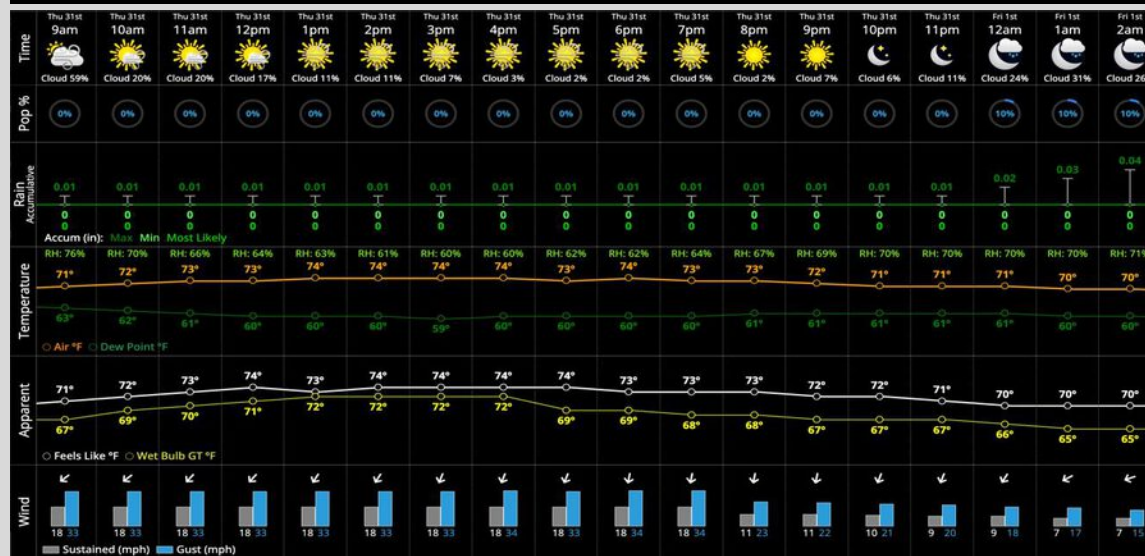 Thu 31st Thu 31st Thu 31st Thu 31st Thu 31st Thu 31st Thu 31st Thu 31st Thu 31st Thu 31st Thu 31st Thu 31st Thu 31st Thu 31st Thu 31st Fri 1st Fri 1st Fri 1st
Time 9am 10am 11am 12pm 1pm 2pm 3pm 4pm 5pm 6pm 7pm 8pm 9pm 10pm 11pm 12am 1am 2am
Cloud 59% Cloud 20% Cloud 20% Cloud 17% Cloud 11% Cloud 11% Cloud 7% Cloud 3% Cloud 2% Cloud 2% Cloud 5% Cloud 2% Cloud 7% Cloud 6% Cloud 11% Cloud 24% Cloud 31% Cloud 26
Pop % 0% 0% 0% 0% 0% 0% 0% 0% 0% 0% 0% 0% 0% 0% 0% 10% 10% 10%
Rain Accumulative
0.01 0.01 0.01 0.01 0.01 0.01 0.01 0.01 0.01 0.01 0.01 0.01 0.01 0.01 0.01 0.02 0.03 0.04
0 0 0 0 0 0 0 0 0 0 0 0 0 0 0 0 0 0
0 0 0 0 0 0 0 0 0 0 0 0 0 0 0 0 0 0
Accum (in): Max Min Most Likely
Temperature
RH: 76% RH: 70% RH: 66% RH: 64% RH: 63% RH: 61% RH: 60% RH: 60% RH: 62% RH: 62% RH: 64% RH: 67% RH: 69% RH: 70% RH: 70% RH: 70% RH: 70% RH: 71%
71° 72° 73° 73° 74° 74° 74° 74° 73° 74° 73° 73° 72° 71° 71° 71° 70° 70°
63° 62° 61° 60° 60° 60° 59° 60° 60° 60° 60° 61° 61° 61° 61° 61° 60° 60°
Air °F Dew Point °F
Apparent
71° 72° 73° 74° 73° 74° 74° 74° 74° 73° 73° 73° 72° 72° 71° 70° 70° 70°
67° 69° 70° 71° 72° 72° 72° 72° 69° 69° 68° 68° 67° 67° 67° 66° 65° 65°
Feels Like °F Wet Bulb GT °F
Wind
18 33 18 33 18 33 18 33 18 33 18 33 18 33 18 34 18 33 18 34 18 34 11 23 11 22 10 21 9 20 9 18 7 17 7
Sustained (mph) Gust (mph)